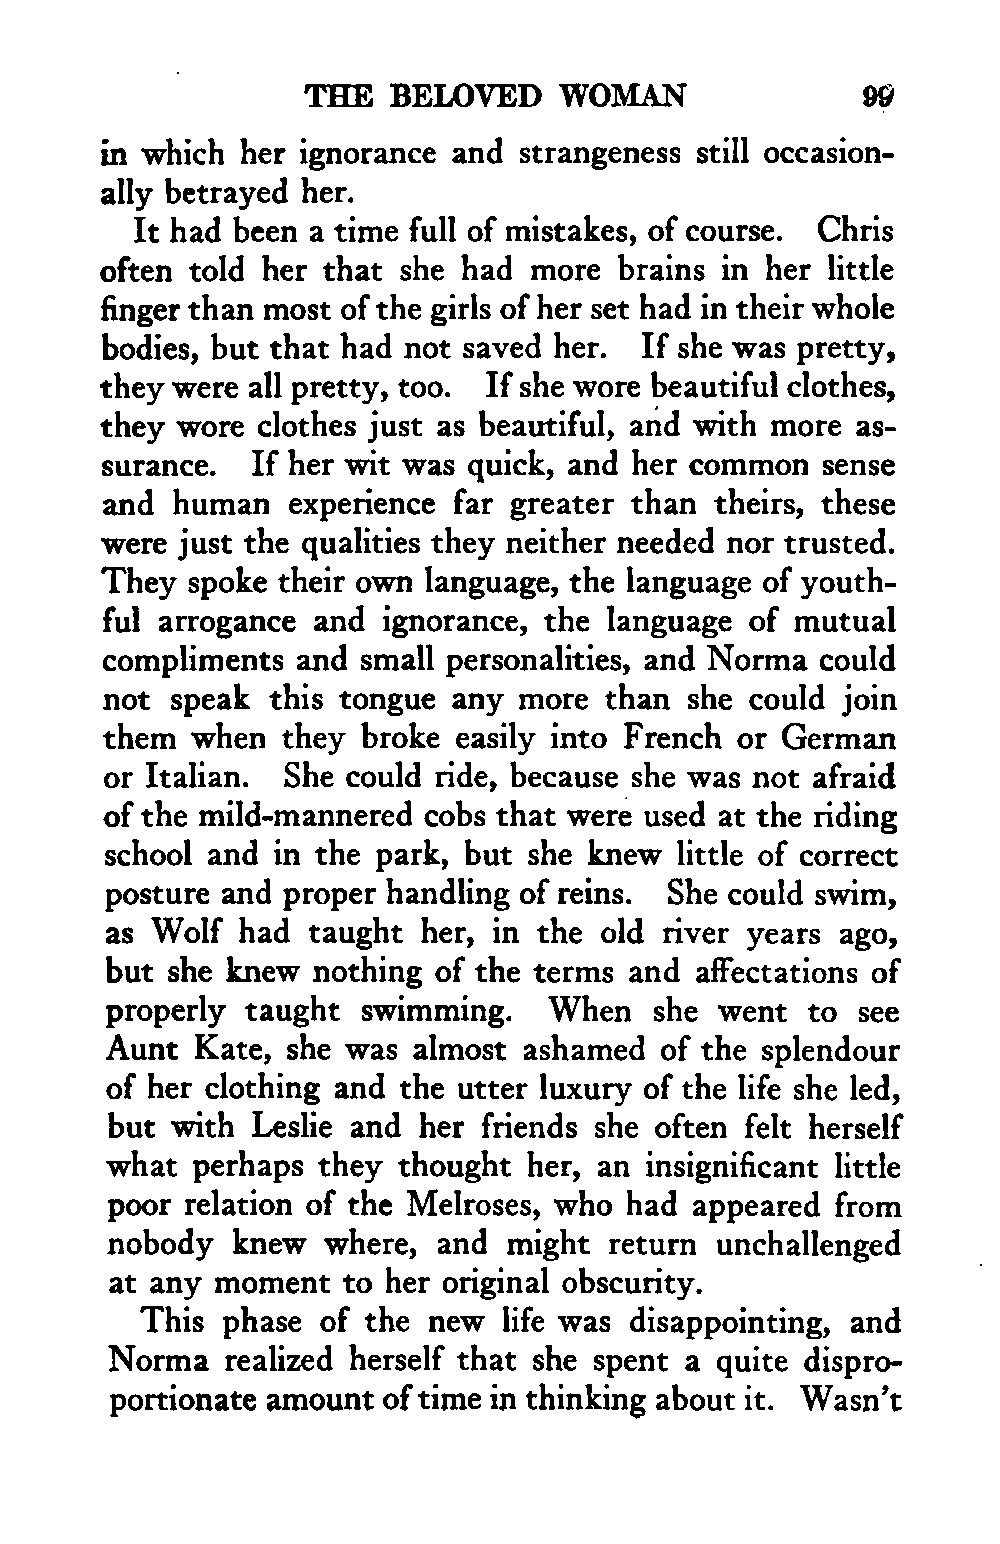 THE BELOVED WOMAN 99
in which her ignorance and strangeness still occasion-
ally betrayed her.
It had been a time full of mistakes, of course. Chris
often told her that she had more brains in her little
finger than most of the girls of her set had in their whole
bodies, but that had not saved her. If she was pretty,
they were all pretty, too. If she wore beautiful clothes,
they wore clothes just as beautiful, and with more as-
surance. If her wit was quick, and her common sense
and human experience far greater than theirs, these
were just the qualities they neither needed nor trusted.
They spoke their own language, the language of youth-
ful arrogance and ignorance, the language of mutual
compliments and small personalities, and Norma could
not speak this tongue any more than she could join
them when they broke easily into French or German
or Italian. She could ride, because she was not afraid
of the mild-mannered cobs that were used at the riding
school and in the park, but she knew little of correct
posture and proper handling of reins. She could swim,
as Wolf had taught her, in the old river years ago,
but she knew nothing of the terms and affectations of
properly taught swimming. When she went to see
Aunt Kate, she was almost ashamed of the splendour
of her clothing and the utter luxury of the life she led,
but with Leslie and her friends she often felt herself
what perhaps they thought her, an insignificant little
poor relation of the Melroses, who had appeared from
nobody knew where, and might return unchallenged
at any moment to her original obscurity.
This phase of the new life was disappointing, and
Norma realized herself that she spent a quite dispro-
portionate amount of time in thinking about it. Wasn't